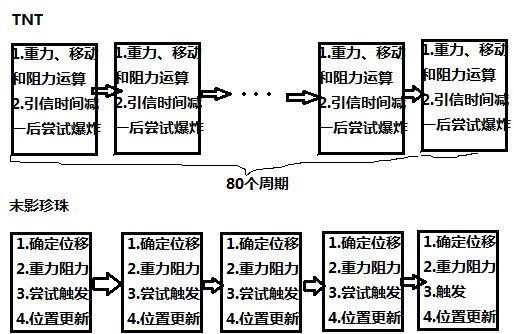 TNT
1.重力、移动
和阻力运算
2.引信时间减
一后尝试爆炸
1.重力、移动
和阻力运算
2.引信时间减
一后尝试爆炸
1.重力、移动
和阻力运算
2.引信时间减
一后尝试爆炸
1.重力、移动
和阻力运算
2.引信时间减
一后尝试爆炸
80个周期
末影珍珠
1.确定位移
2.重力阻力
3.尝试触发
4.位置更新
1.确定位移
2.重力阻力
3.尝试触发
4.位置更新
1.确定位移
2.重力阻力
3.尝试触发
4.位置更新
1.确定位移
2.重力阻力
3.尝试触发
4.位置更新
1.确定位移
2.重力阻力
3.触发
4.位置更新